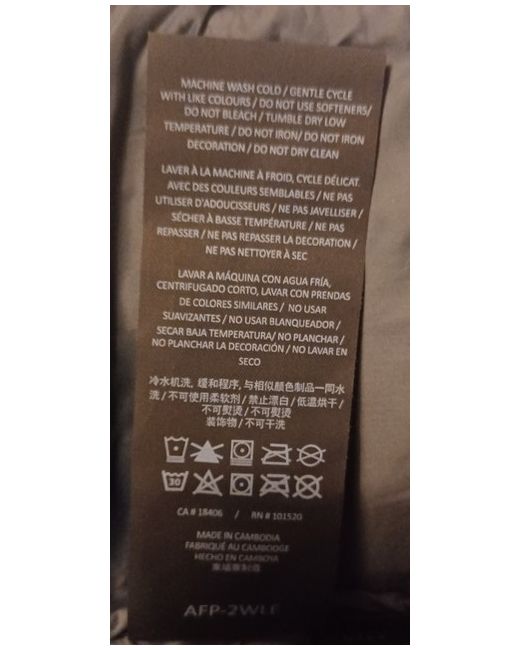 MACHINE WASH COLD / GENTLE CYCLE
WITH LIKE COLOURS / DO NOT USE SOFTENERS/
DO NOT BLEACH / TUMBLE DRY LOW
TEMPERATURE / DO NOT IRON/ DO NOT IRON
DECORATION / DO NOT DRY CLEAN
LAVER À LA MACHINE À FROID, CYCLE DÉLICAT.
AVEC DES COULEURS SEMBLABLES / NE PAS
UTILISER D'ADOUCISSEURS / NE PAS JAVELLISER /
SÉCHER À BASSE TEMPÉRATURE / NE PAS
REPASSER / NE PAS REPASSER LA DECORATION /
NE PAS NETTOYER À SEC
LAVAR A MÁQUINA CON AGUA FRÍA,
CENTRIFUGADO CORTO, LAVAR CON PRENDAS
DE COLORES SIMILARES / NO USAR
SUAVIZANTES / NO USAR BLANQUEADOR /
SECAR BAJA TEMPERATURA/ NO PLANCHAR /
NO PLANCHAR LA DECORACIÓN / NO LAVAR EN
SECO
冷水机洗, 缓和程序, 与相似颜色制品一同水
洗 / 不可使用柔软剂 / 禁止漂白 / 低温烘干 /
不可熨烫 / 不可熨烫
装饰物 / 不可干洗
30
CA # 18406 / RN # 101520
MADE IN CAMBODIA
FABRIQUÉ AU CAMBODGE
HECHO EN CAMBOYA
柬埔寨制造
AFP-2WLF